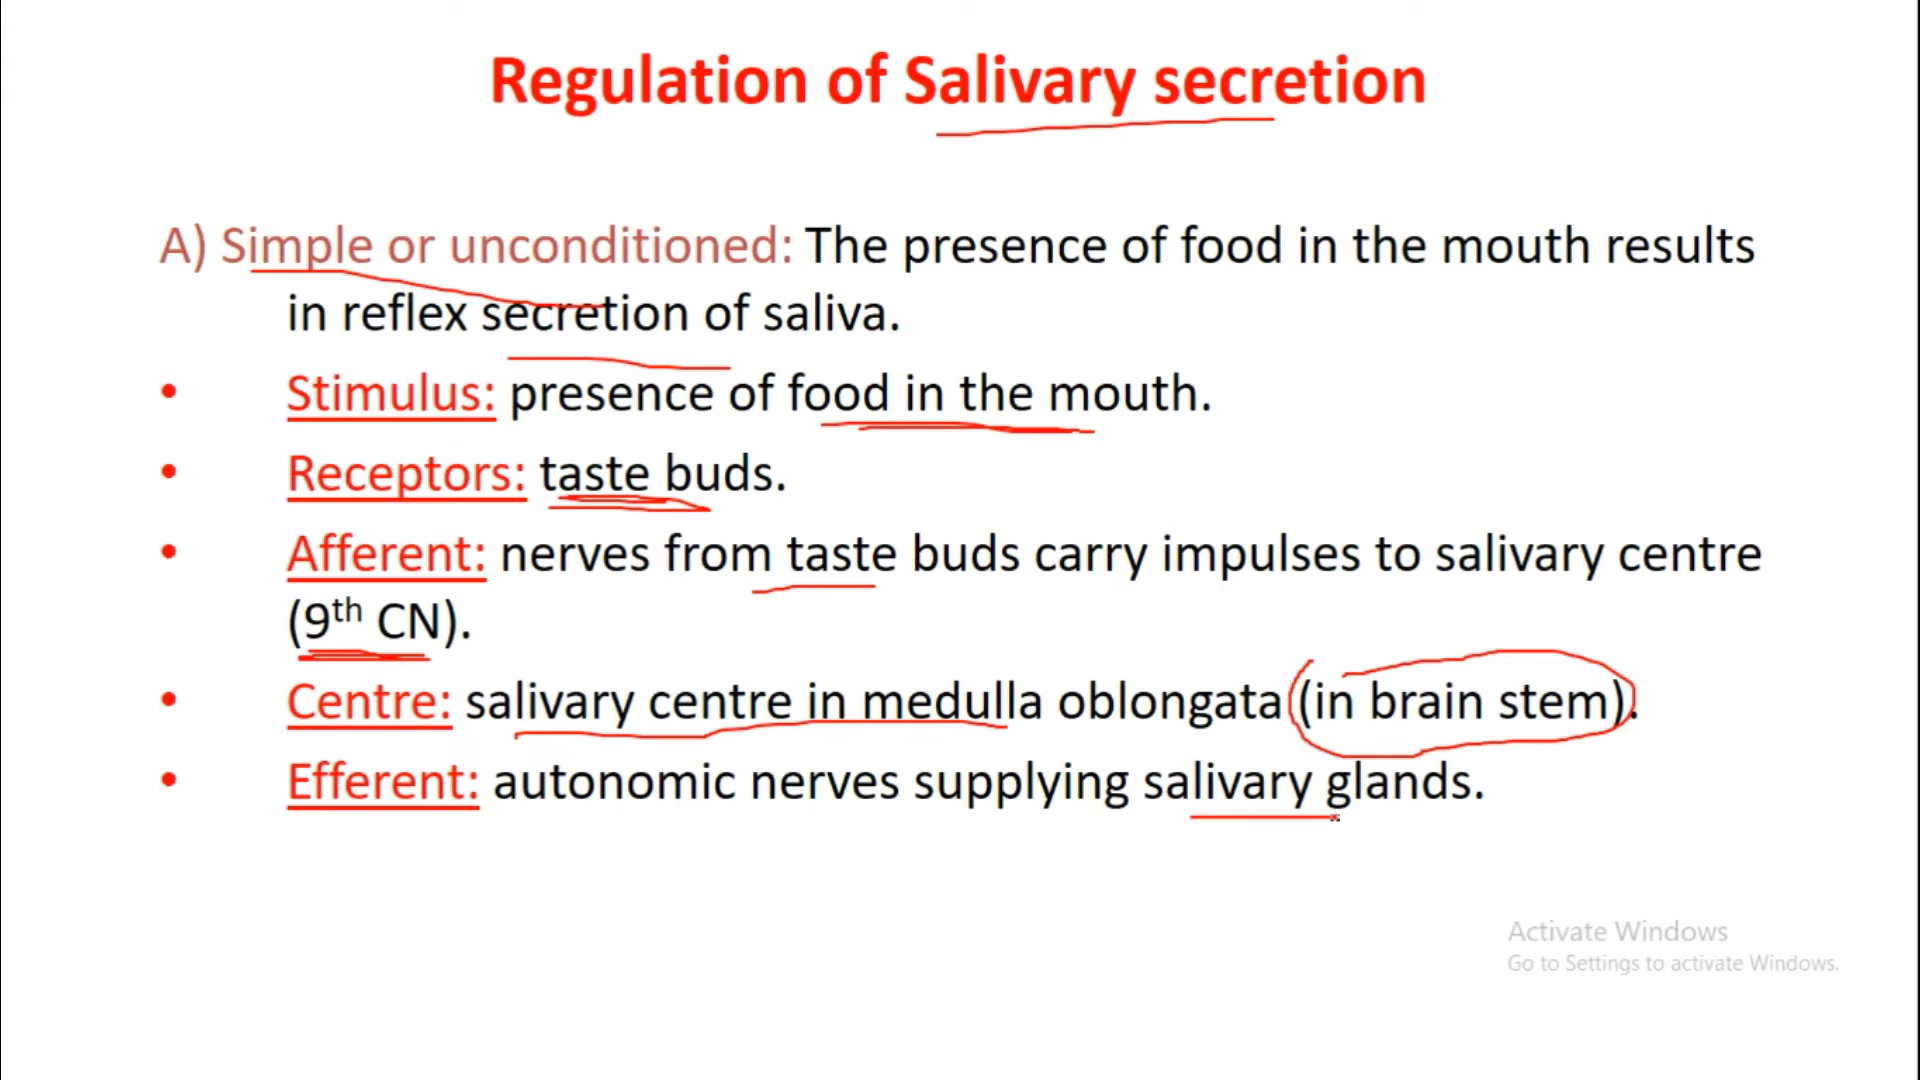 Regulation of Salivary secretion
A) Simple or unconditioned: The presence of food in the mouth results
in reflex secretion of saliva.
• Stimulus: presence of food in the mouth.
• Receptors: taste buds.
• Afferent: nerves from taste buds carry impulses to salivary centre
(9th CN).
• Centre: salivary centre in medulla oblongata (in brain stem).
• Efferent: autonomic nerves supplying salivary glands.
Activate Windows
Go to Settings to activate Windows.